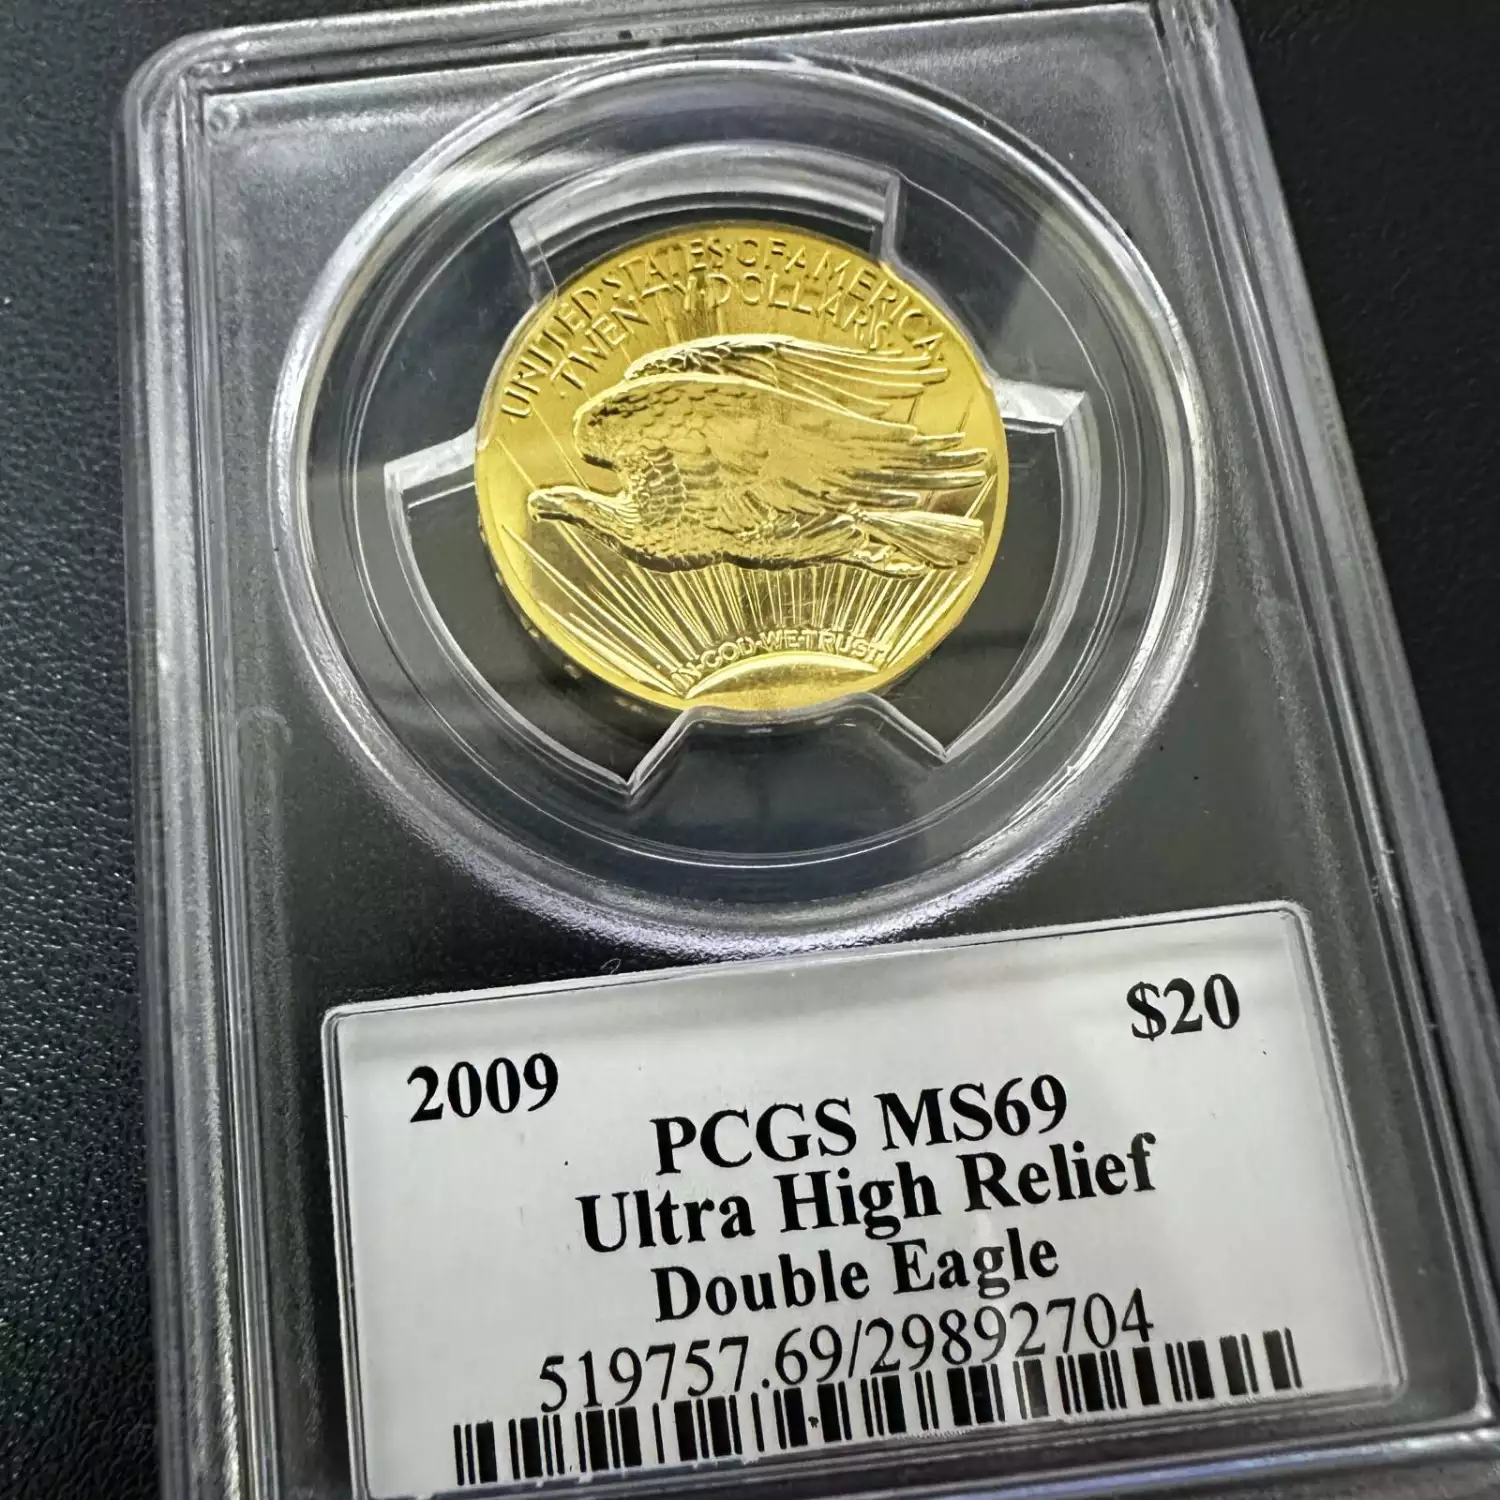 UNITED·STATES·OF·AMERICA
·TWENTY·DOLLARS·
IN·GOD·WE·TRUST
2009
$20
PCGS MS69
Ultra High Relief
Double Eagle
519757.69/29892704